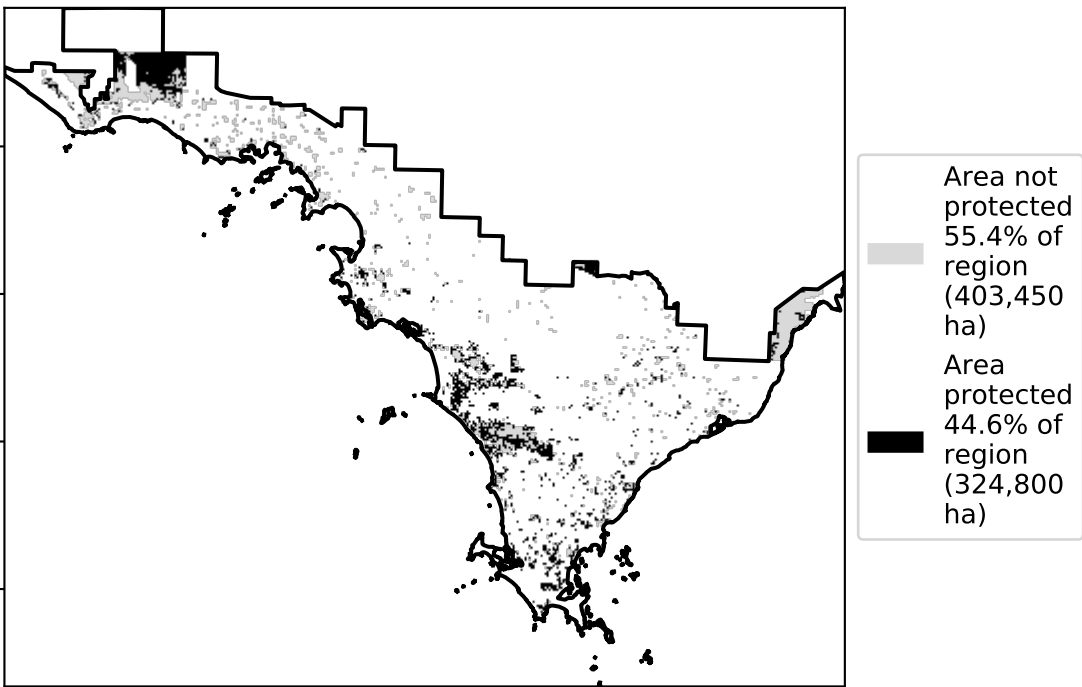 Area not
protected
55.4% of
region
(403,450
ha)
Area
protected
44.6% of
region
(324,800
ha)